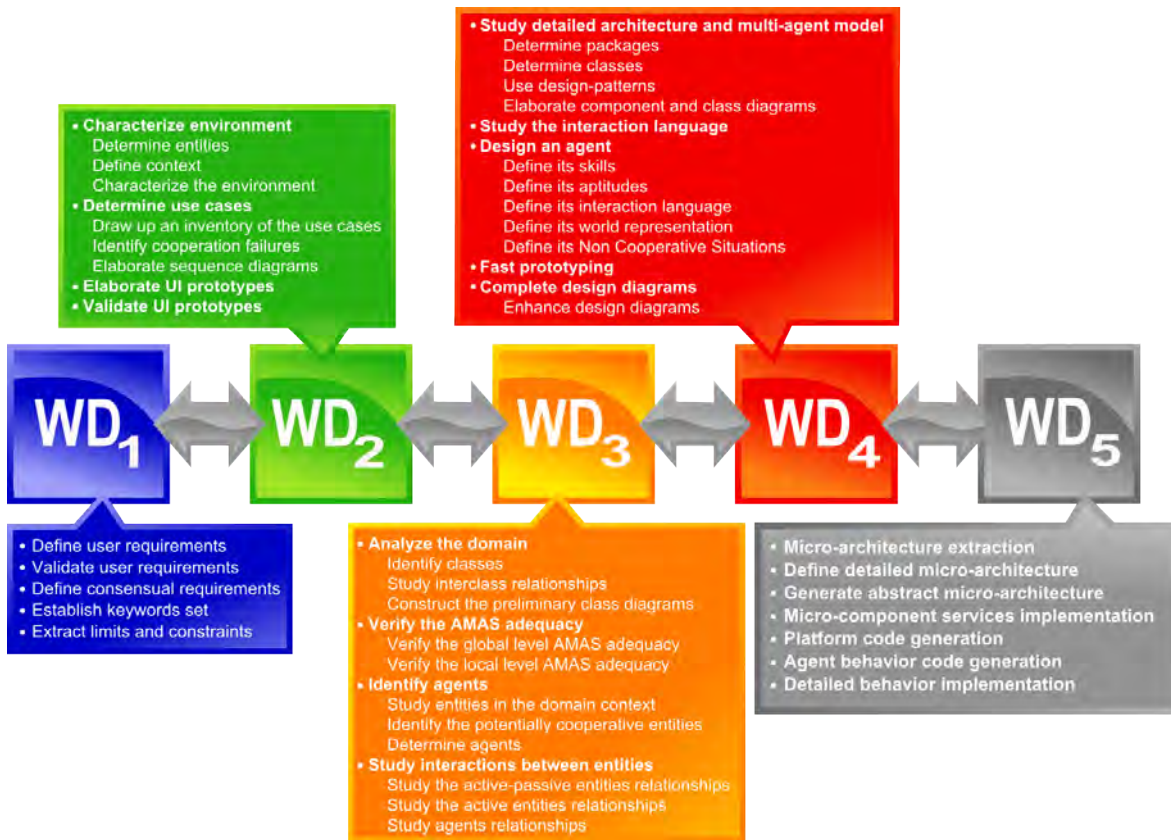 • Study detailed architecture and multi-agent model
Determine packages
Determine classes
Use design-patterns
Elaborate component and class diagrams
• Study the interaction language
• Design an agent
Define its skills
Define its aptitudes
Define its interaction language
Define its world representation
Define its Non Cooperative Situations
• Fast prototyping
• Complete design diagrams
Enhance design diagrams
• Characterize environment
Determine entities
Define context
Characterize the environment
• Determine use cases
Draw up an inventory of the use cases
Identify cooperation failures
Elaborate sequence diagrams
• Elaborate UI prototypes
• Validate UI prototypes
WD1
WD2
WD3
WD4
WD5
• Define user requirements
• Validate user requirements
• Define consensual requirements
• Establish keywords set
• Extract limits and constraints
• Analyze the domain
Identify classes
Study interclass relationships
Construct the preliminary class diagrams
• Verify the AMAS adequacy
Verify the global level AMAS adequacy
Verify the local level AMAS adequacy
• Identify agents
Study entities in the domain context
Identify the potentially cooperative entities
Determine agents
• Study interactions between entities
Study the active-passive entities relationships
Study the active entities relationships
Study agents relationships
• Micro-architecture extraction
• Define detailed micro-architecture
• Generate abstract micro-architecture
• Micro-component services implementation
• Platform code generation
• Agent behavior code generation
• Detailed behavior implementation